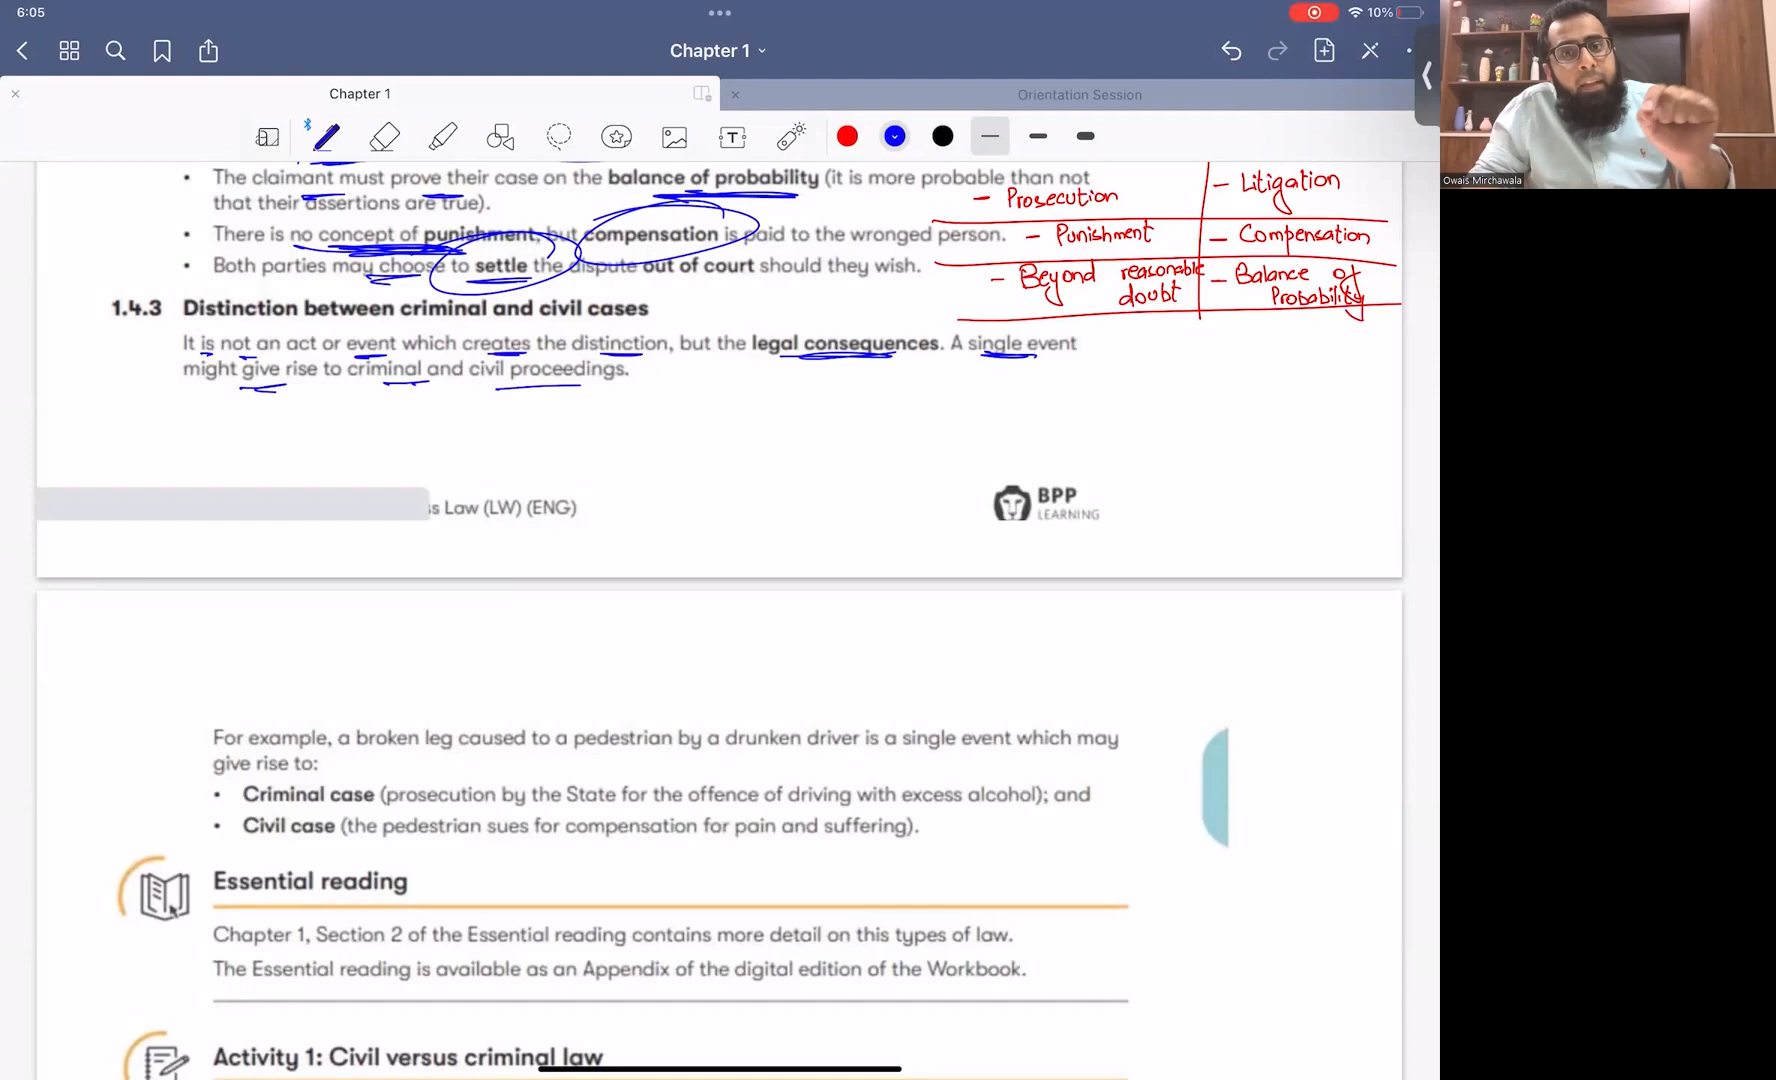 6:05
10%
Chapter 1
Chapter 1
Orientation Session
T
Owais Mirchawala
• The claimant must prove their case on the balance of probability (it is more probable than not
that their assertions are true).
• There is no concept of punishment, but compensation is paid to the wronged person.
• Both parties may choose to settle the dispute out of court should they wish.
- Prosecution
- Litigation
- Punishment
- Compensation
- Beyond reasonable
doubt
- Balance of
Probability
1.4.3 Distinction between criminal and civil cases
It is not an act or event which creates the distinction, but the legal consequences. A single event
might give rise to criminal and civil proceedings.
Law (LW) (ENG)
BPP
LEARNING
For example, a broken leg caused to a pedestrian by a drunken driver is a single event which may
give rise to:
• Criminal case (prosecution by the State for the offence of driving with excess alcohol); and
• Civil case (the pedestrian sues for compensation for pain and suffering).
Essential reading
Chapter 1, Section 2 of the Essential reading contains more detail on this types of law.
The Essential reading is available as an Appendix of the digital edition of the Workbook.
Activity 1: Civil versus criminal law